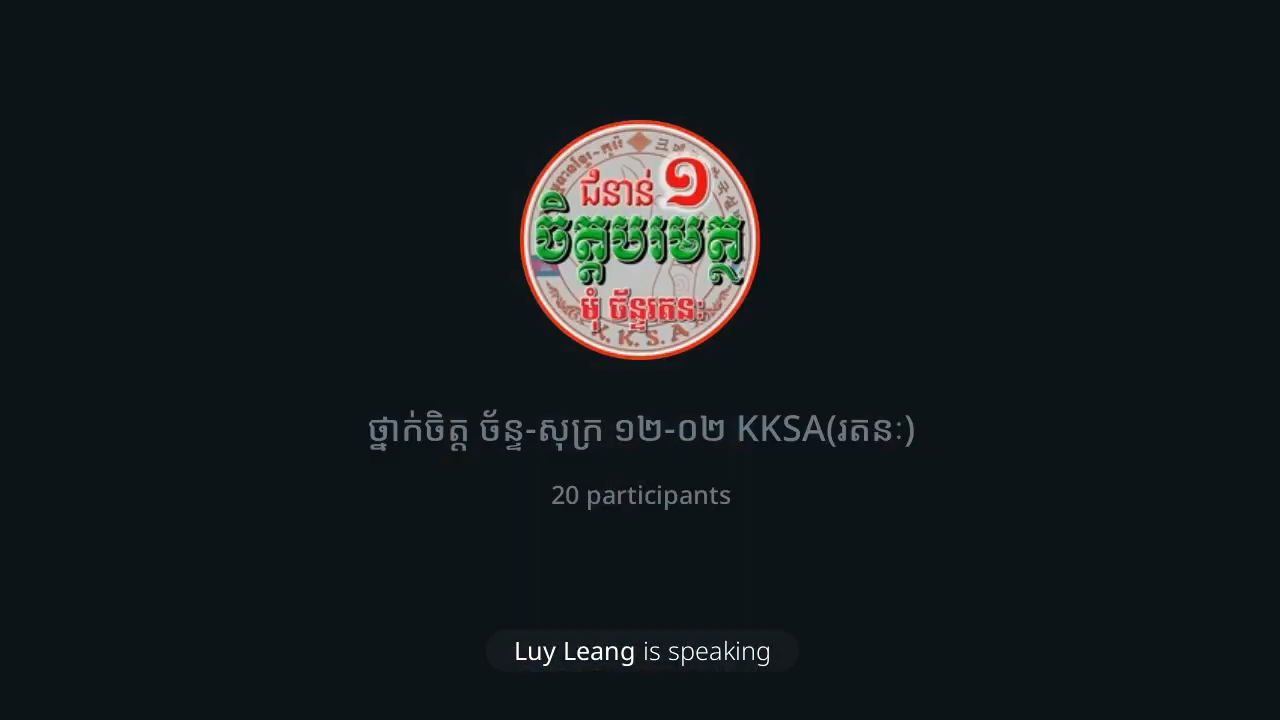 ជំនាន់ ១
ចិត្តបរមត្ថ
មុំ ច័ន្ទរតនៈ
K. K. S. A
ថ្នាក់ចិត្ត ច័ន្ទ-សុក្រ ១២-០២ KKSA(រតនៈ)
20 participants
Luy Leang is speaking